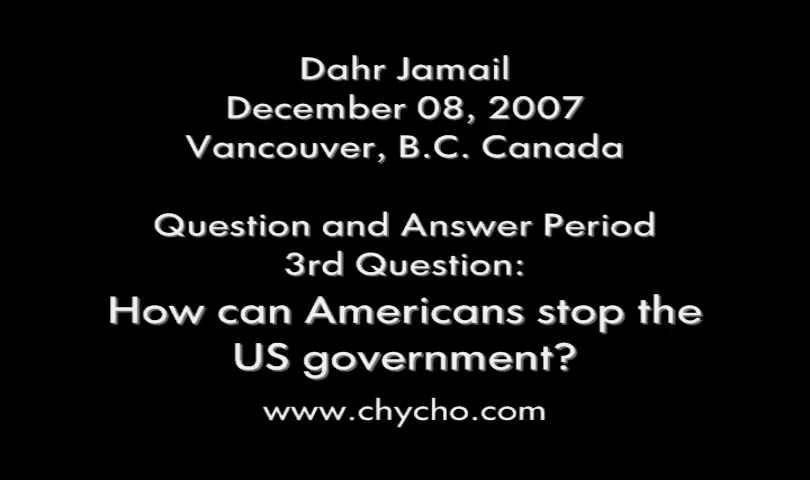 Dahr Jamail
December 08, 2007
Vancouver, B.C. Canada
Question and Answer Period
3rd Question:
How can Americans stop the
US government?
www.chycho.com